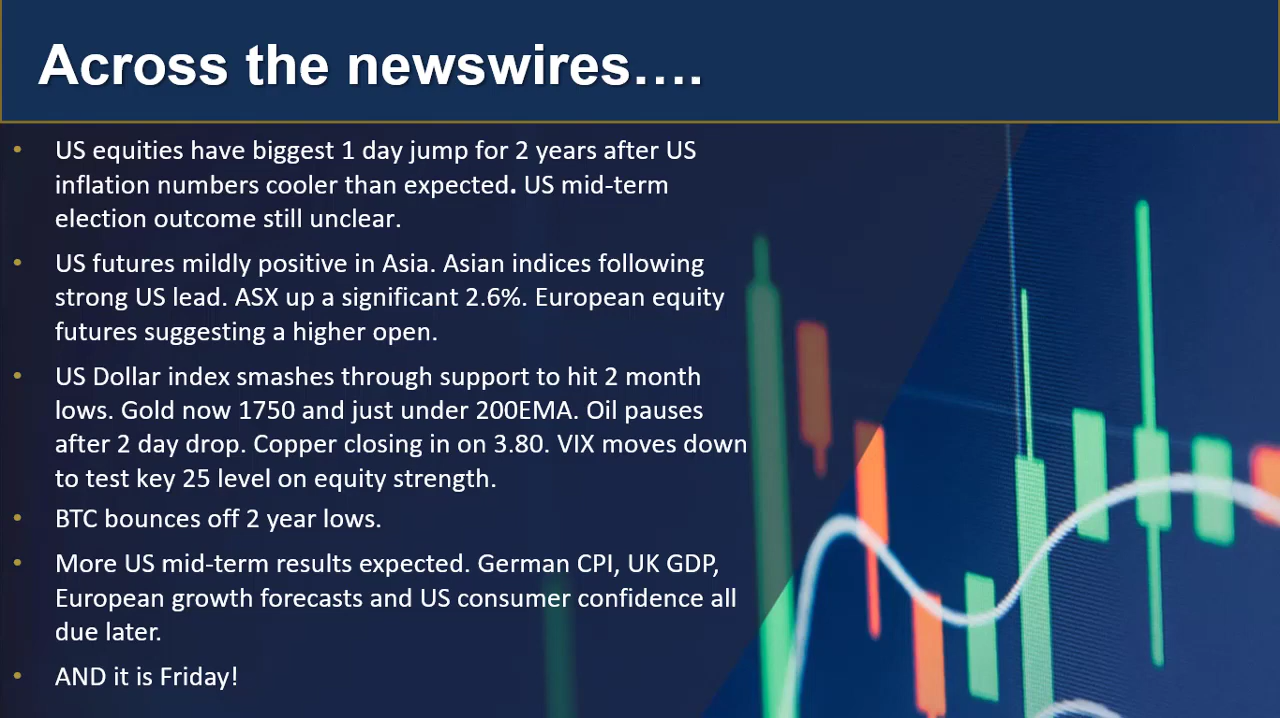 Across the newswires….
• US equities have biggest 1 day jump for 2 years after US
inflation numbers cooler than expected. US mid-term
election outcome still unclear.
• US futures mildly positive in Asia. Asian indices following
strong US lead. ASX up a significant 2.6%. European equity
futures suggesting a higher open.
• US Dollar index smashes through support to hit 2 month
lows. Gold now 1750 and just under 200EMA. Oil pauses
after 2 day drop. Copper closing in on 3.80. VIX moves down
to test key 25 level on equity strength.
• BTC bounces off 2 year lows.
• More US mid-term results expected. German CPI, UK GDP,
European growth forecasts and US consumer confidence all
due later.
• AND it is Friday!